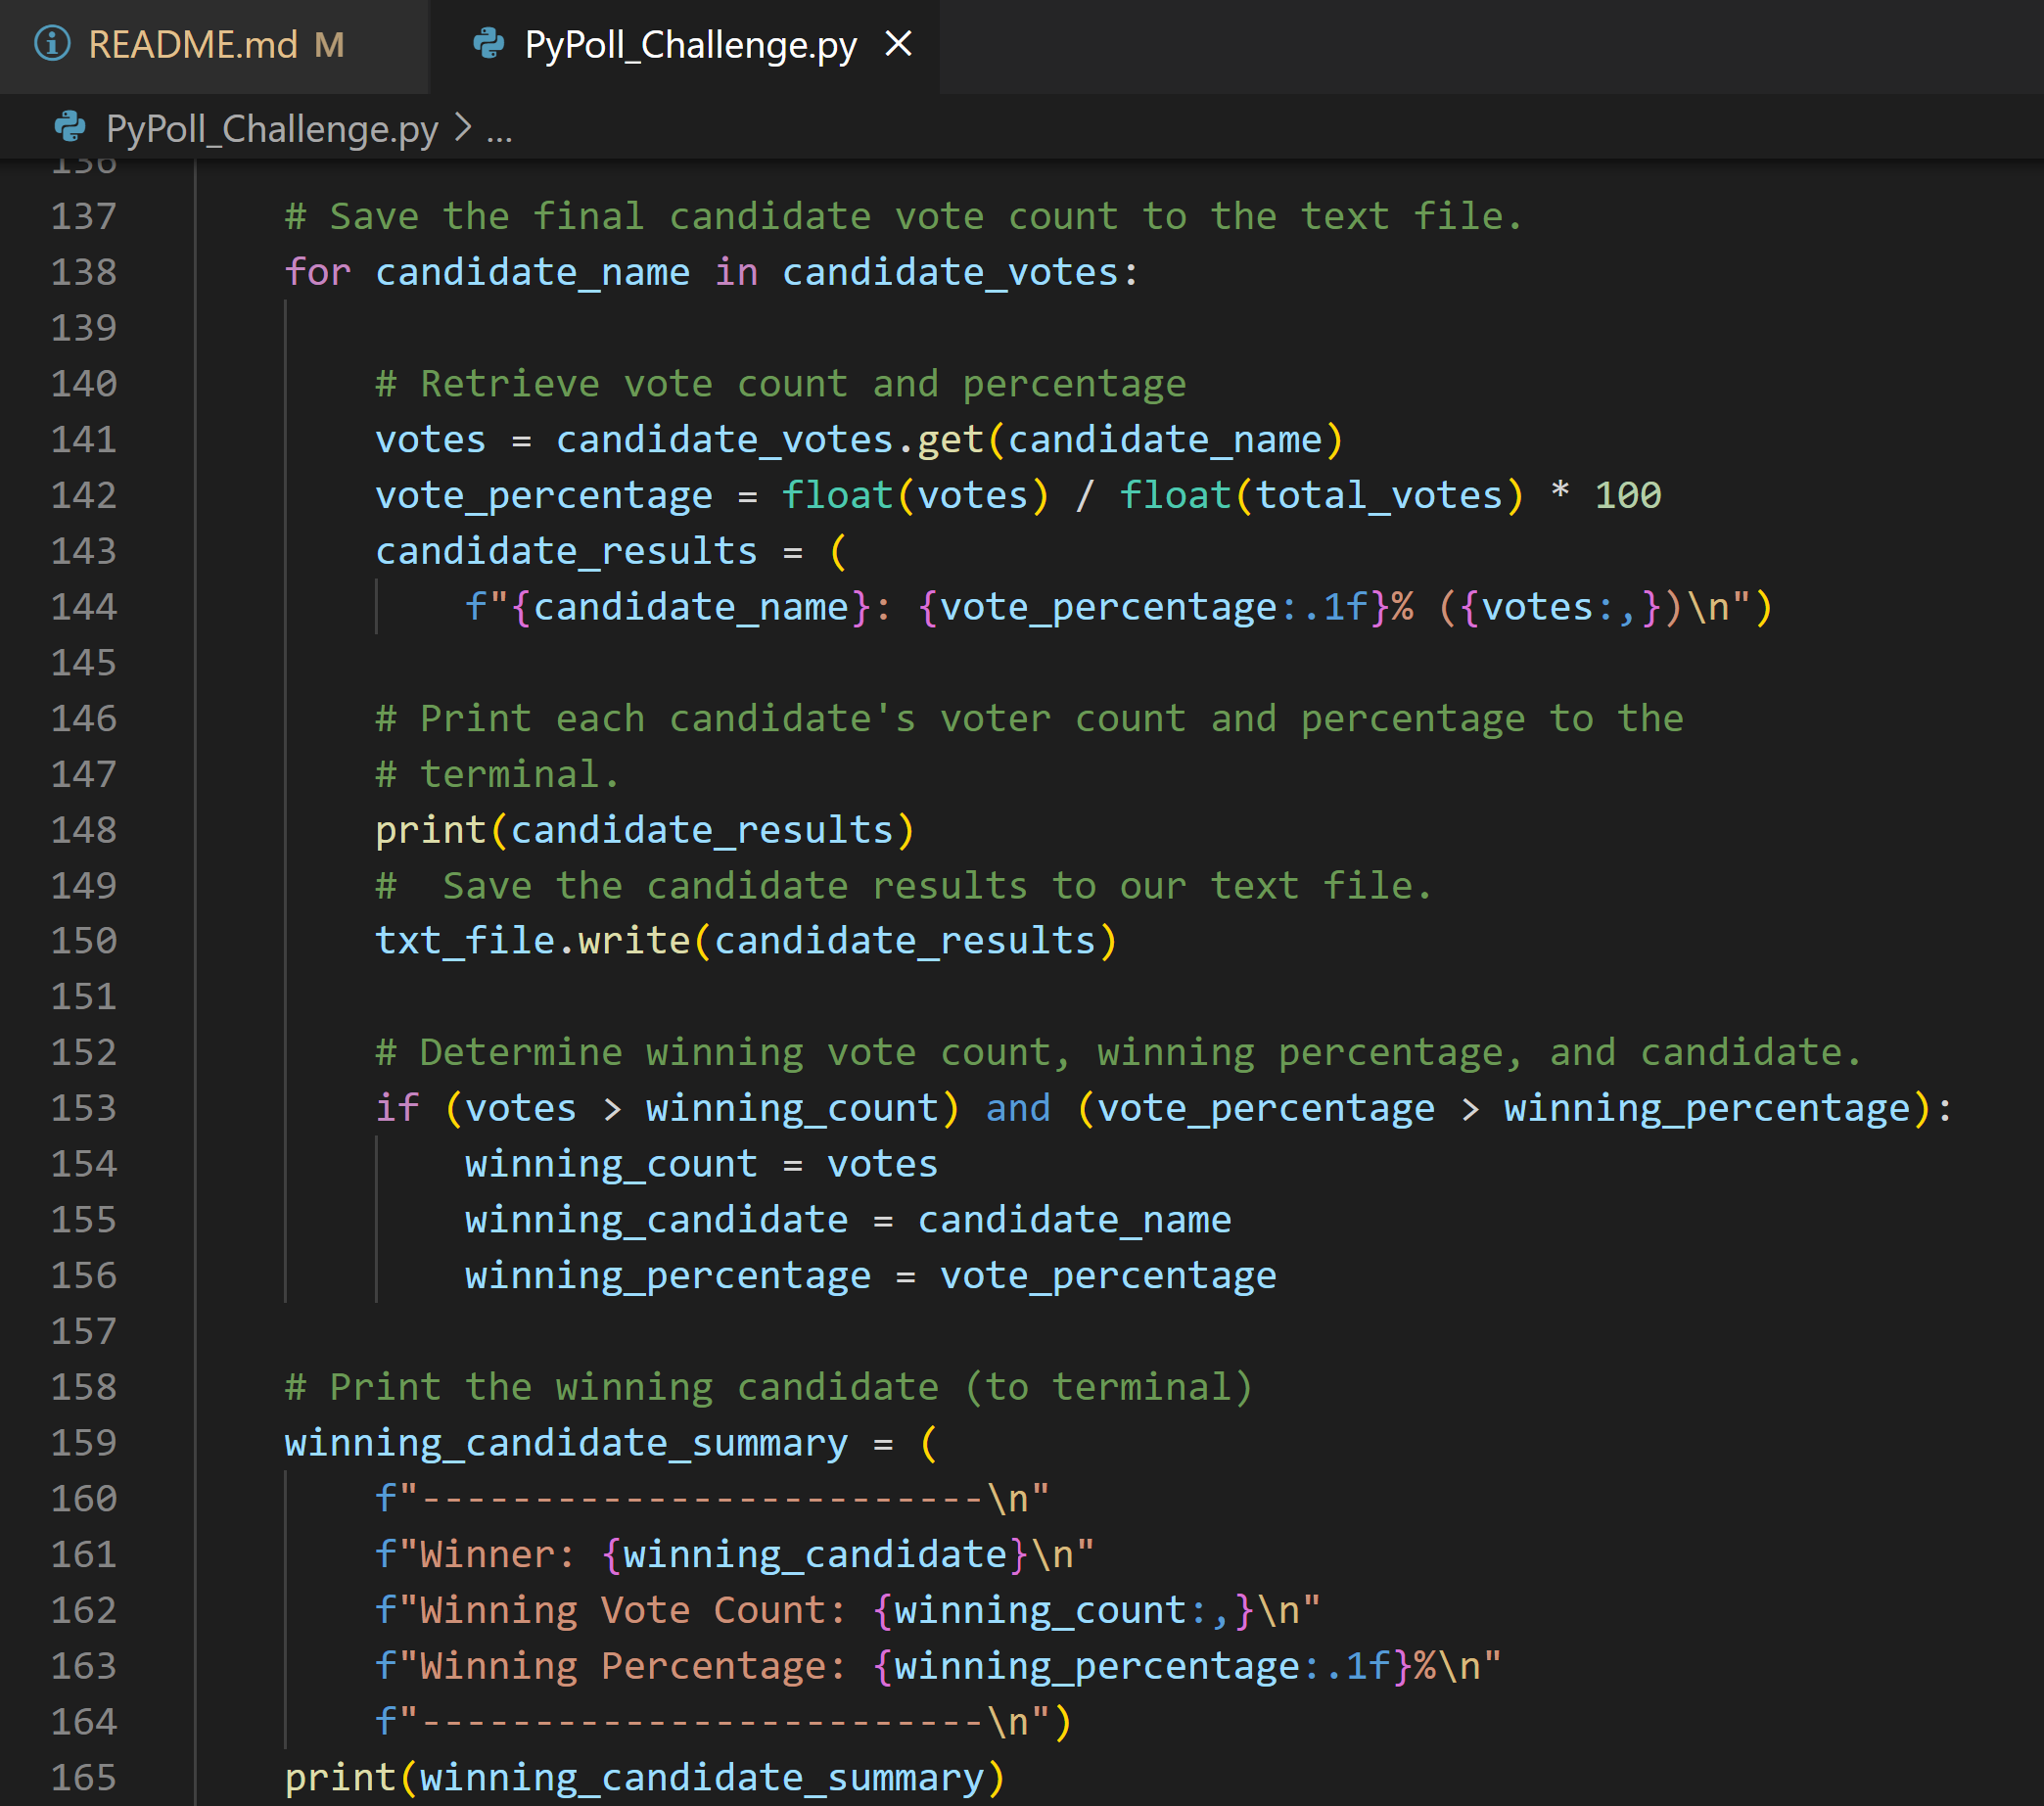 README.md M
PyPoll_Challenge.py ×
PyPoll_Challenge.py > ...
136
137 # Save the final candidate vote count to the text file.
138 for candidate_name in candidate_votes:
139
140 # Retrieve vote count and percentage
141 votes = candidate_votes.get(candidate_name)
142 vote_percentage = float(votes) / float(total_votes) * 100
143 candidate_results = (
144 f"{candidate_name}: {vote_percentage:.1f}% ({votes:,})\n")
145
146 # Print each candidate's voter count and percentage to the
147 # terminal.
148 print(candidate_results)
149 #  Save the candidate results to our text file.
150 txt_file.write(candidate_results)
151
152 # Determine winning vote count, winning percentage, and candidate.
153 if (votes > winning_count) and (vote_percentage > winning_percentage):
154 winning_count = votes
155 winning_candidate = candidate_name
156 winning_percentage = vote_percentage
157
158 # Print the winning candidate (to terminal)
159 winning_candidate_summary = (
160 f"-------------------------\n"
161 f"Winner: {winning_candidate}\n"
162 f"Winning Vote Count: {winning_count:,}\n"
163 f"Winning Percentage: {winning_percentage:.1f}%\n"
164 f"-------------------------\n")
165 print(winning_candidate_summary)